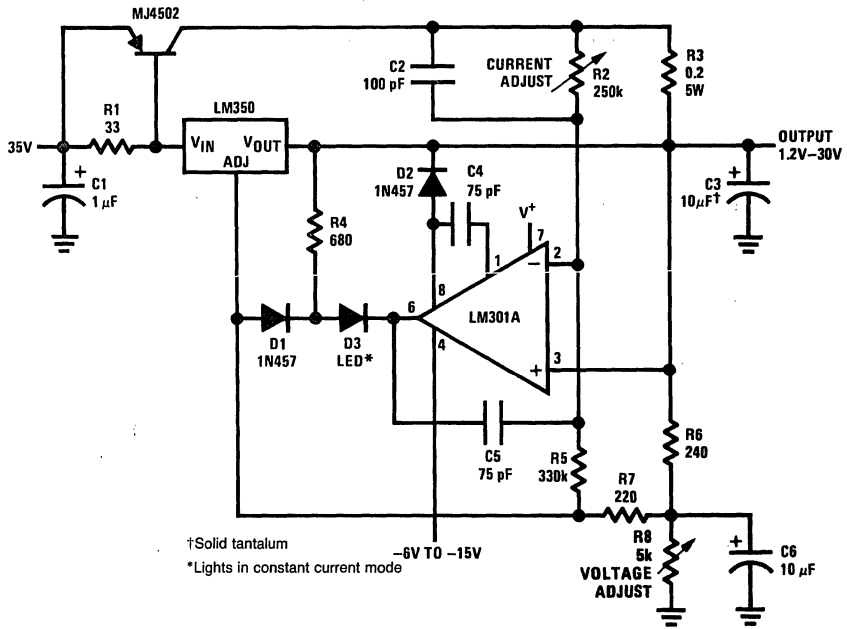 MJ4502
35V
R1
33
C1
1 μF
+
LM350
VIN
VOUT
ADJ
C2
100 pF
CURRENT
ADJUST
R2
250k
R3
0.2
5W
OUTPUT
1.2V–30V
+
C3
10μF†
D2
1N457
C4
75 pF
R4
680
V+
7
1
2
−
8
6
LM301A
4
+
3
D1
1N457
D3
LED*
C5
75 pF
R5
330k
R6
240
R7
220
R8
5k
VOLTAGE
ADJUST
+
C6
10 μF
−6V TO −15V
†Solid tantalum
*Lights in constant current mode